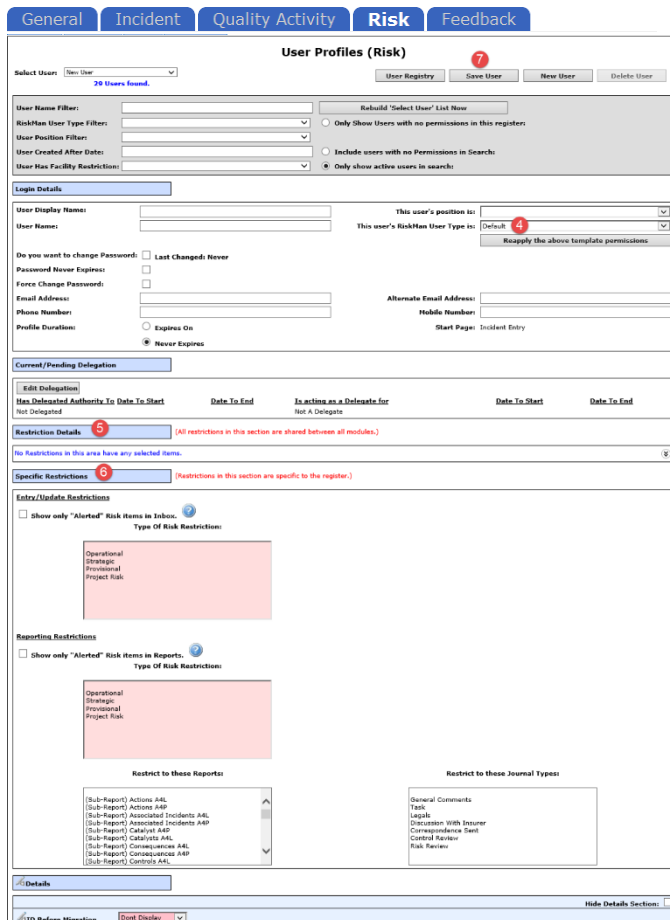 General Incident Quality Activity Risk Feedback
User Profiles (Risk)
7
Select User: New User
29 Users found.
User Registry Save User New User Delete User
User Name Filter: Rebuild 'Select User' List Now
RiskMan User Type Filter: Only Show Users with no permissions in this register:
User Position Filter:
User Created After Date: Include users with no Permissions in Search:
User Has Facility Restriction: Only show active users in search:
Login Details
User Display Name: This user's position is:
User Name: This user's RiskMan User Type is: Default 4
Reapply the above template permissions
Do you want to change Password: Last Changed: Never
Password Never Expires:
Force Change Password:
Email Address: Alternate Email Address:
Phone Number: Mobile Number:
Profile Duration: Expires On Start Page: Incident Entry
Never Expires
Current/Pending Delegation
Edit Delegation
Has Delegated Authority To Date To Start Date To End Is acting as a Delegate for Date To Start Date To End
Not Delegated Not A Delegate
Restriction Details 5 (All restrictions in this section are shared between all modules.)
No Restrictions in this area have any selected items.
Specific Restrictions 6 (Restrictions in this section are specific to the register.)
Entry/Update Restrictions
Show only "Alerted" Risk items in Inbox. ?
Type Of Risk Restriction:
Operational
Strategic
Provisional
Project Risk
Reporting Restrictions
Show only "Alerted" Risk items in Reports. ?
Type Of Risk Restriction:
Operational
Strategic
Provisional
Project Risk
Restrict to these Reports: Restrict to these Journal Types:
(Sub-Report) Actions A4L General Comments
(Sub-Report) Actions A4P Task
(Sub-Report) Associated Incidents A4L Legals
(Sub-Report) Associated Incidents A4P Discussion With Insurer
(Sub-Report) Catalyst A4P Correspondence Sent
(Sub-Report) Catalysts A4L Control Review
(Sub-Report) Consequences A4L Risk Review
(Sub-Report) Consequences A4P
(Sub-Report) Controls A4L
Details
Hide Details Section:
ID Before Migration Dont Display